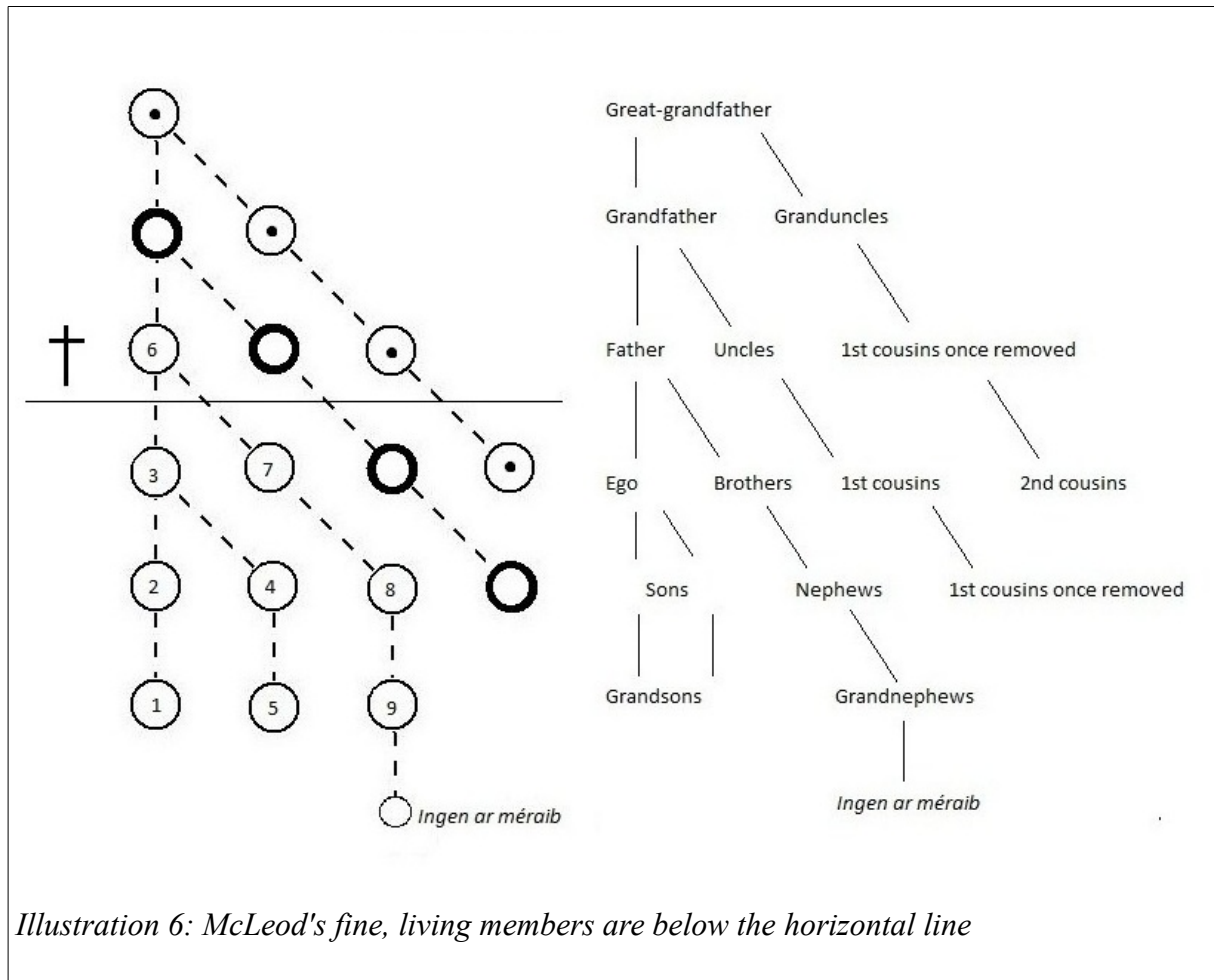 Great-grandfather
Grandfather Granduncles
6 Father Uncles 1st cousins once removed
3 7 Ego Brothers 1st cousins 2nd cousins
2 4 8 Sons Nephews 1st cousins once removed
1 5 9 Grandsons Grandnephews
Ingen ar méraib Ingen ar méraib
Illustration 6: McLeod's fine, living members are below the horizontal line